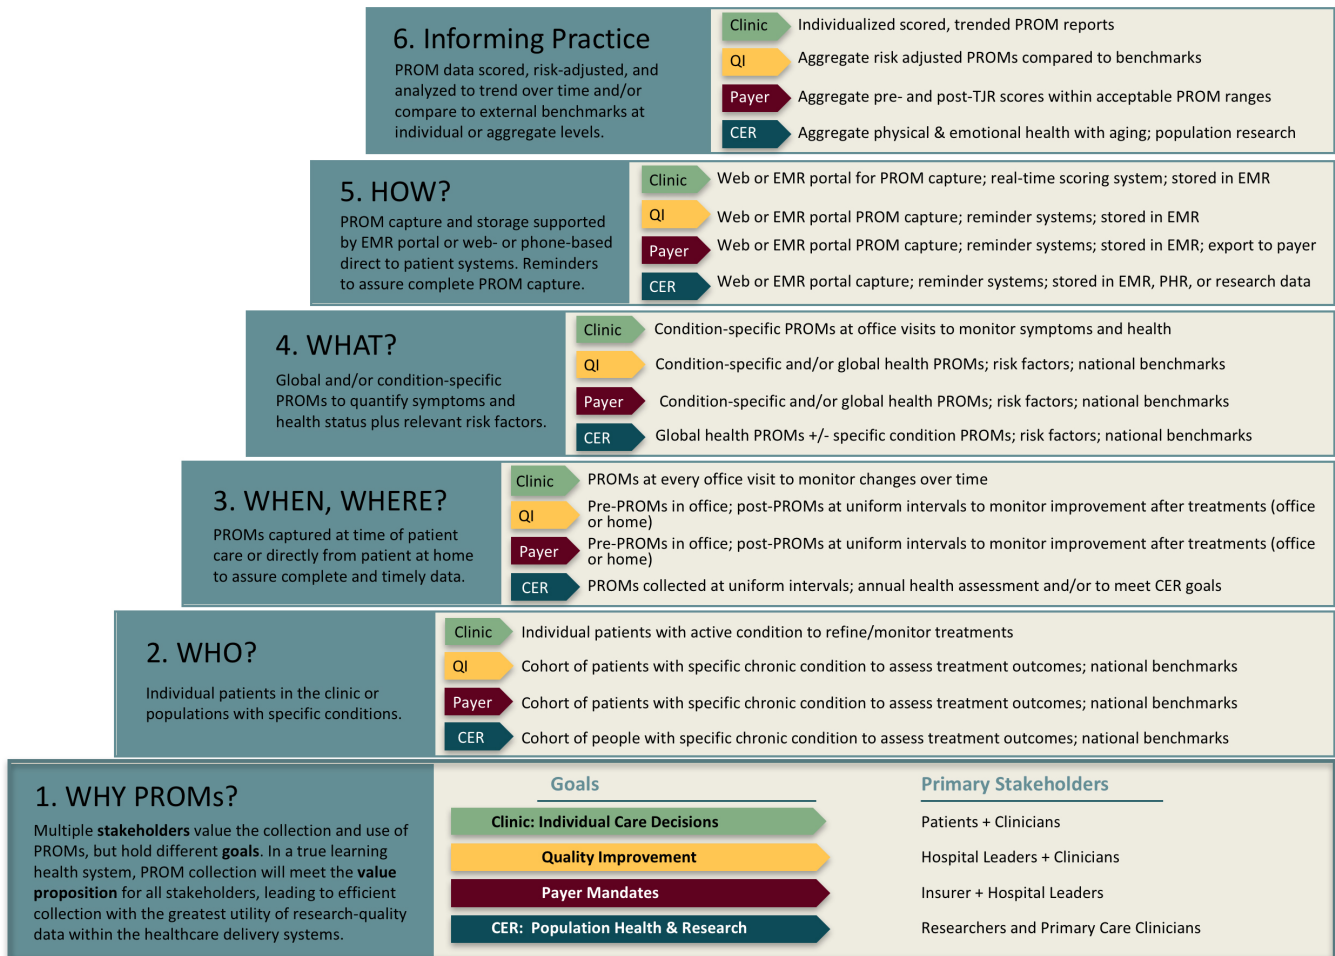 6. Informing Practice
PROM data scored, risk-adjusted, and
analyzed to trend over time and/or
compare to external benchmarks at
individual or aggregate levels.
Clinic
Individualized scored, trended PROM reports
QI
Aggregate risk adjusted PROMs compared to benchmarks
Payer
Aggregate pre- and post-TJR scores within acceptable PROM ranges
CER
Aggregate physical & emotional health with aging; population research
5. HOW?
PROM capture and storage supported
by EMR portal or web- or phone-based
direct to patient systems. Reminders
to assure complete PROM capture.
Clinic
Web or EMR portal for PROM capture; real-time scoring system; stored in EMR
QI
Web or EMR portal PROM capture; reminder systems; stored in EMR
Payer
Web or EMR portal PROM capture; reminder systems; stored in EMR; export to payer
CER
Web or EMR portal capture; reminder systems; stored in EMR, PHR, or research data
4. WHAT?
Global and/or condition-specific
PROMs to quantify symptoms and
health status plus relevant risk factors.
Clinic
Condition-specific PROMs at office visits to monitor symptoms and health
QI
Condition-specific and/or global health PROMs; risk factors; national benchmarks
Payer
Condition-specific and/or global health PROMs; risk factors; national benchmarks
CER
Global health PROMs +/- specific condition PROMs; risk factors; national benchmarks
3. WHEN, WHERE?
PROMs captured at time of patient
care or directly from patient at home
to assure complete and timely data.
Clinic
PROMs at every office visit to monitor changes over time
QI
Pre-PROMs in office; post-PROMs at uniform intervals to monitor improvement after treatments (office
or home)
Payer
Pre-PROMs in office; post-PROMs at uniform intervals to monitor improvement after treatments (office
or home)
CER
PROMs collected at uniform intervals; annual health assessment and/or to meet CER goals
2. WHO?
Individual patients in the clinic or
populations with specific conditions.
Clinic
Individual patients with active condition to refine/monitor treatments
QI
Cohort of patients with specific chronic condition to assess treatment outcomes; national benchmarks
Payer
Cohort of patients with specific chronic condition to assess treatment outcomes; national benchmarks
CER
Cohort of people with specific chronic condition to assess treatment outcomes; national benchmarks
1. WHY PROMs?
Multiple stakeholders value the collection and use of
PROMs, but hold different goals. In a true learning
health system, PROM collection will meet the value
proposition for all stakeholders, leading to efficient
collection with the greatest utility of research-quality
data within the healthcare delivery systems.
Goals
Primary Stakeholders
Clinic: Individual Care Decisions
Patients + Clinicians
Quality Improvement
Hospital Leaders + Clinicians
Payer Mandates
Insurer + Hospital Leaders
CER: Population Health & Research
Researchers and Primary Care Clinicians